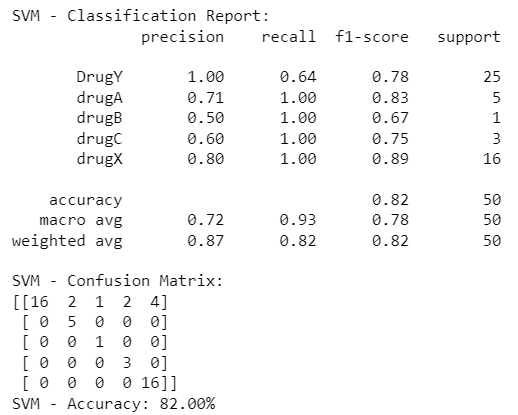 SVM - Classification Report:
              precision    recall  f1-score   support

       DrugY       1.00      0.64      0.78        25
       drugA       0.71      1.00      0.83         5
       drugB       0.50      1.00      0.67         1
       drugC       0.60      1.00      0.75         3
       drugX       0.80      1.00      0.89        16

    accuracy                           0.82        50
   macro avg       0.72      0.93      0.78        50
weighted avg       0.87      0.82      0.82        50

SVM - Confusion Matrix:
[[16  2  1  2  4]
 [ 0  5  0  0  0]
 [ 0  0  1  0  0]
 [ 0  0  0  3  0]
 [ 0  0  0  0 16]]
SVM - Accuracy: 82.00%